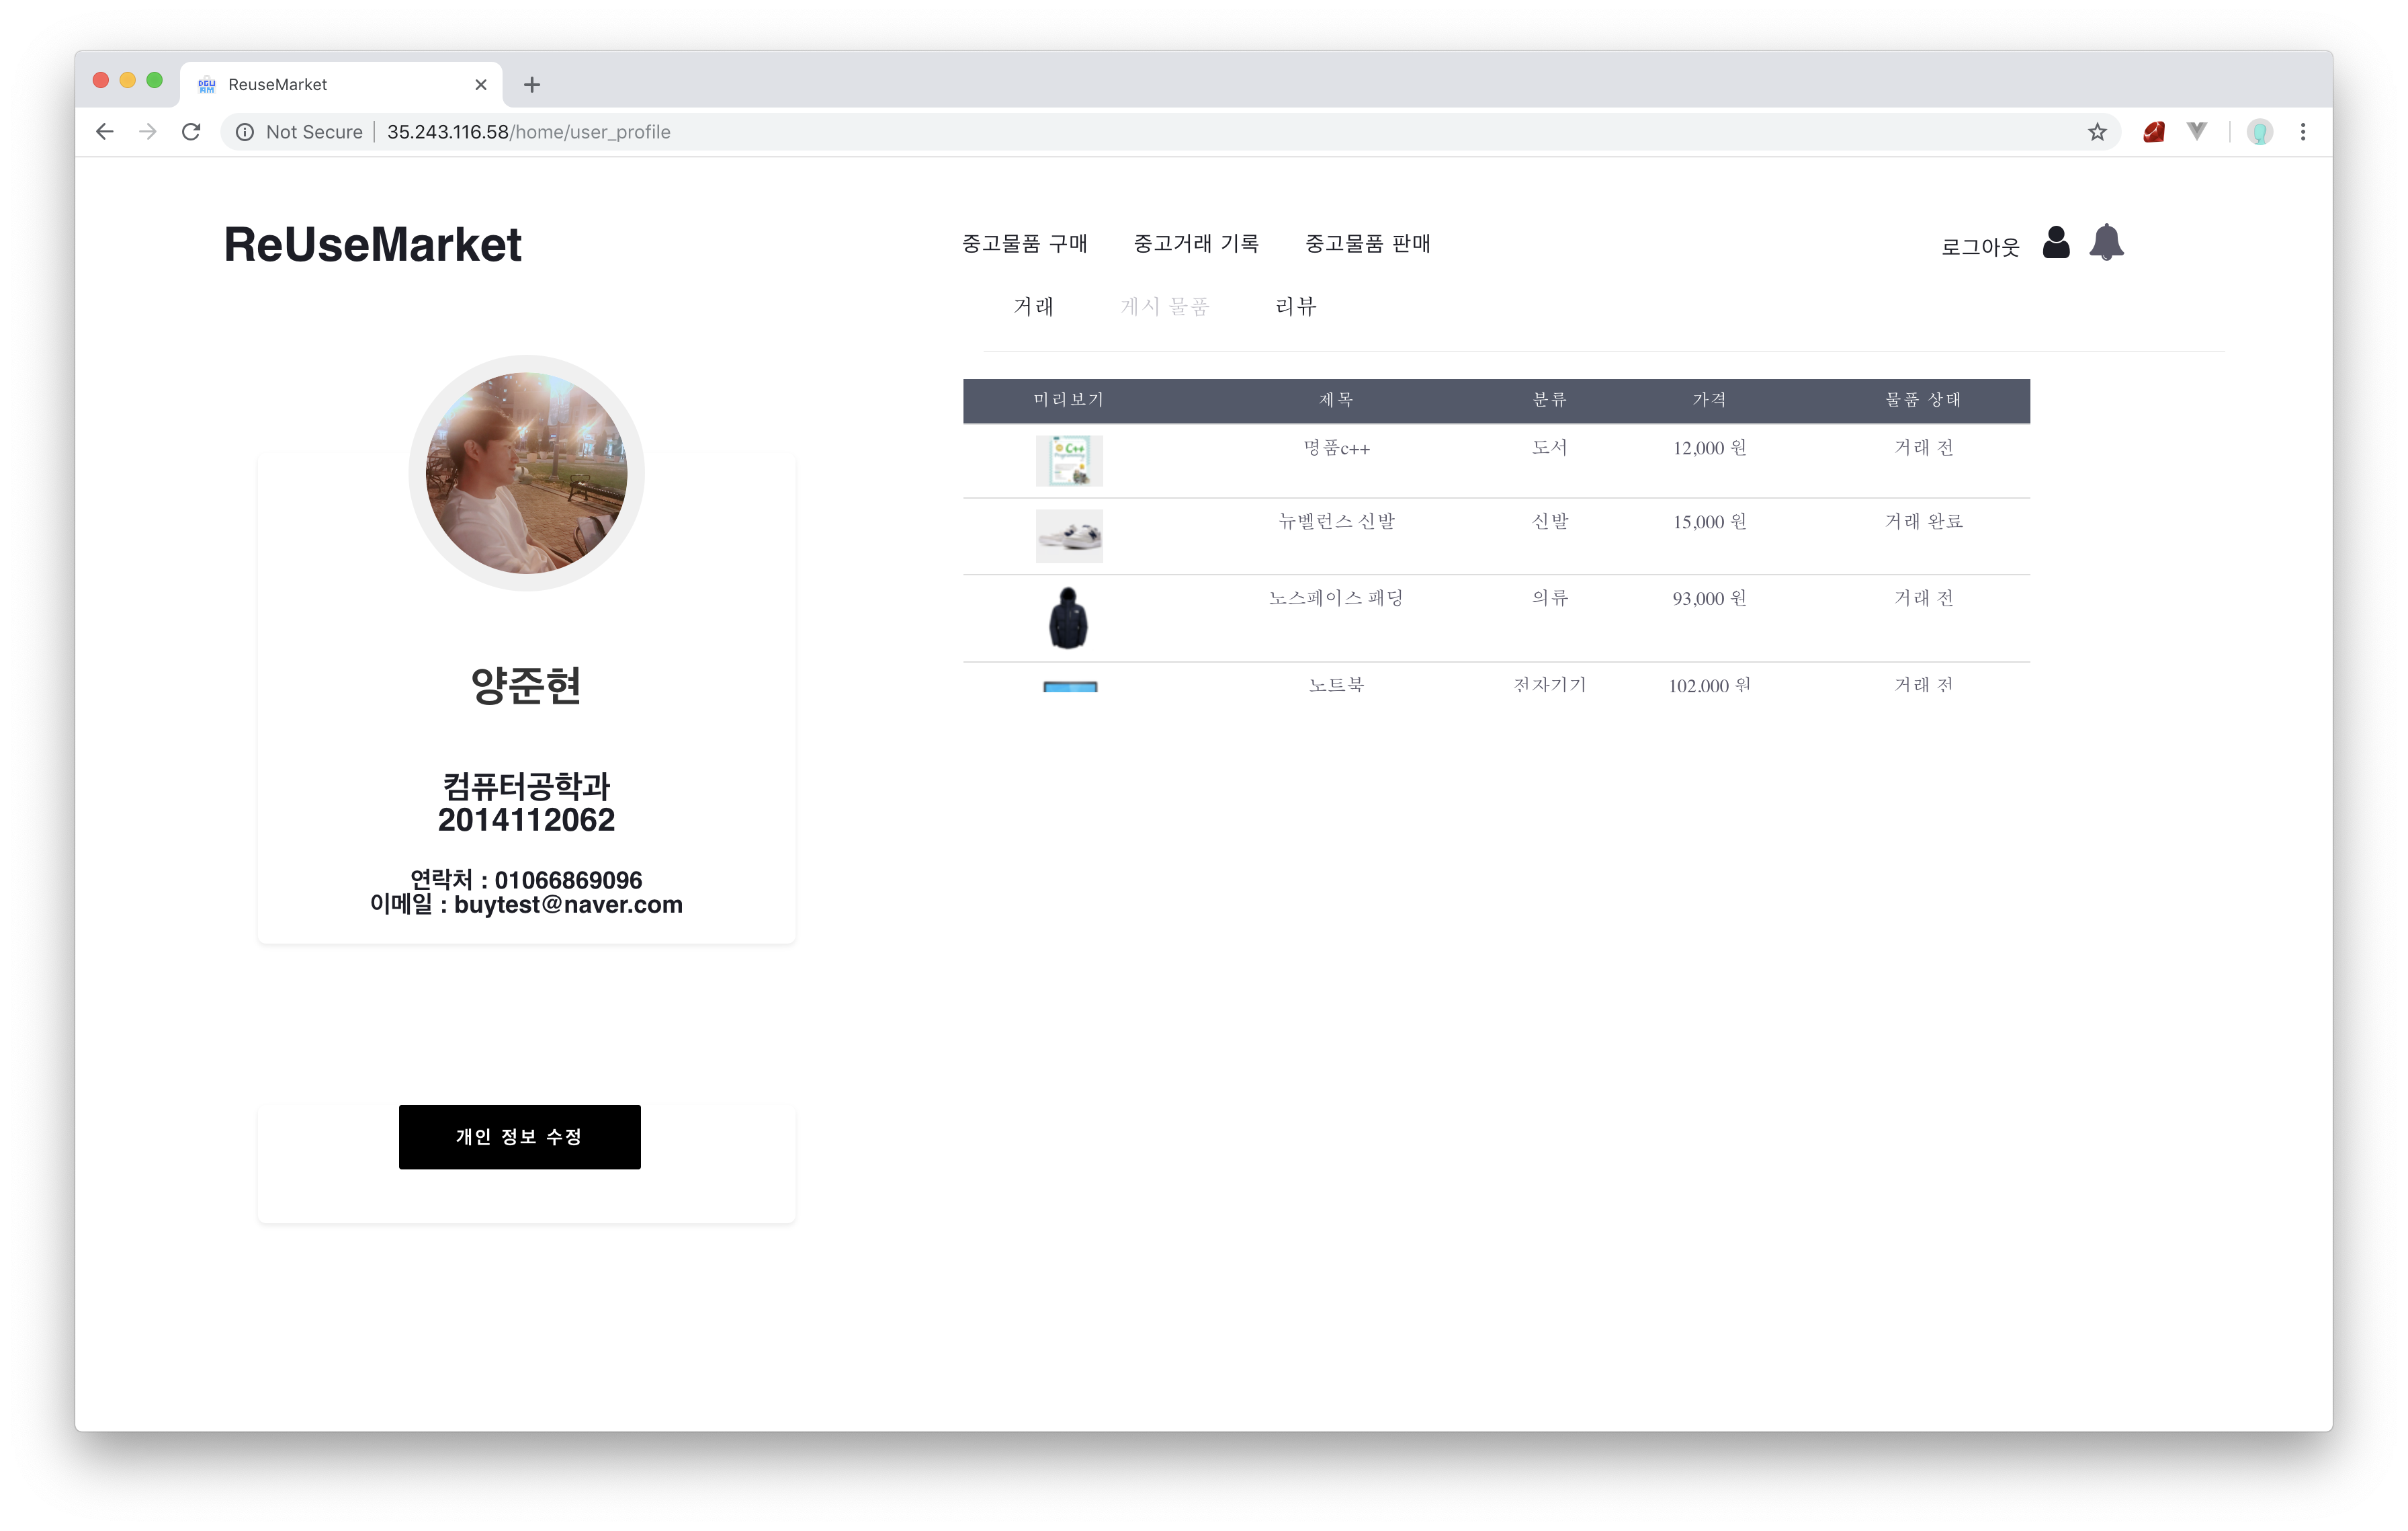 ReuseMarket
Not Secure 35.243.116.58/home/user_profile
ReUseMarket
중고물품 구매 중고거래 기록 중고물품 판매
로그아웃
거래 게시 물품 리뷰
미리보기 제목 분류 가격 물품 상태
C++ 명품c++ 도서 12,000 원 거래 전
뉴벨런스 신발 신발 15,000 원 거래 완료
노스페이스 패딩 의류 93,000 원 거래 전
노트북 전자기기 102,000 원 거래 전
양준현
컴퓨터공학과
2014112062
연락처 : 01066869096
이메일 : buytest@naver.com
개인 정보 수정